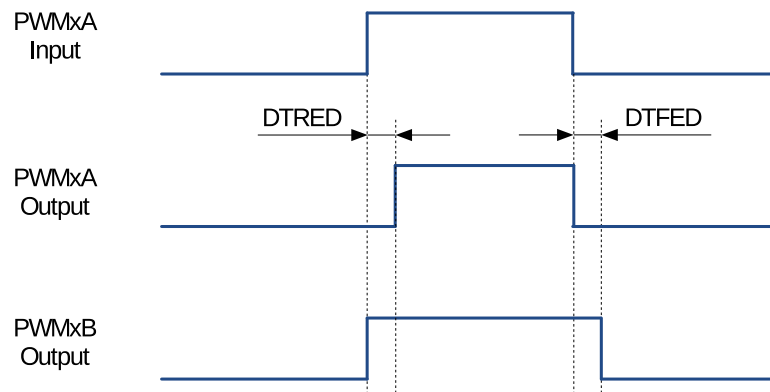 PWMxA
Input
DTRED
DTFED
PWMxA
Output
PWMxB
Output